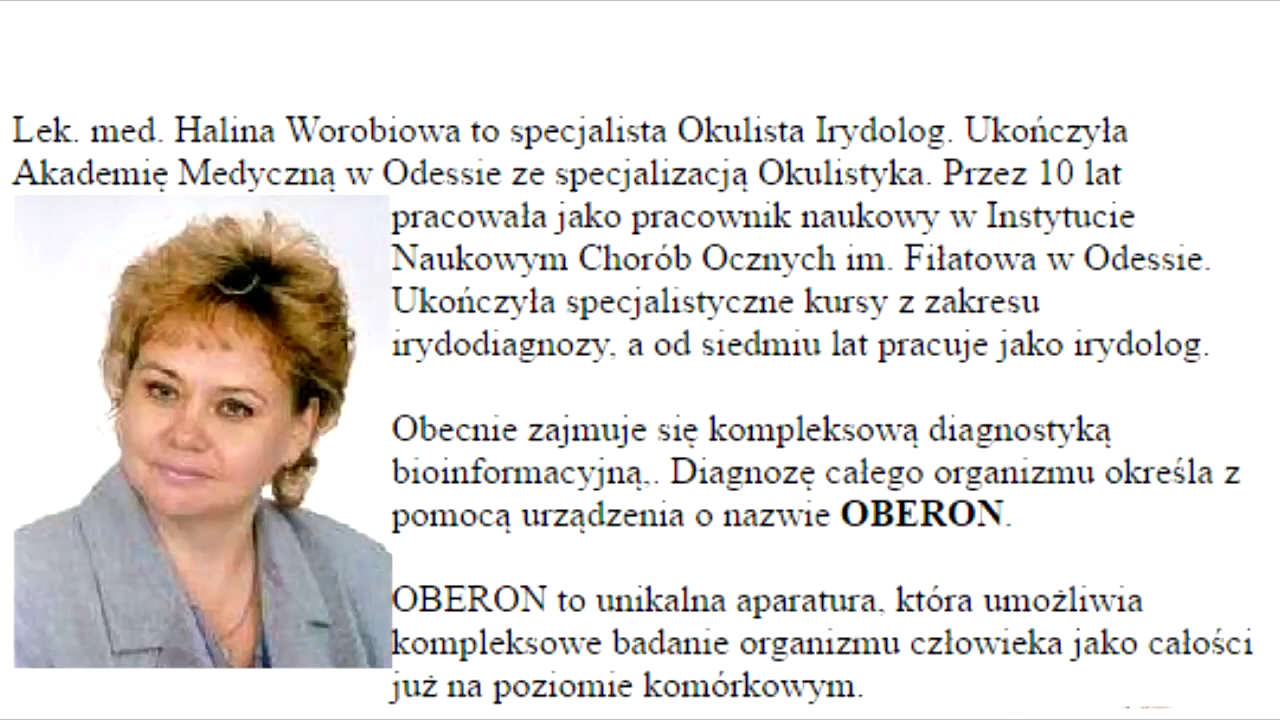 Lek. med. Halina Worobiowa to specjalista Okulista Irydolog. Ukończyła
Akademię Medyczną w Odessie ze specjalizacją Okulistyka. Przez 10 lat
pracowała jako pracownik naukowy w Instytucie
Naukowym Chorób Ocznych im. Fiłatowa w Odessie.
Ukończyła specjalistyczne kursy z zakresu
irydodiagnozy, a od siedmiu lat pracuje jako irydolog.
Obecnie zajmuje się kompleksową diagnostyką
bioinformacyjną,. Diagnozę całego organizmu określa z
pomocą urządzenia o nazwie OBERON.
OBERON to unikalna aparatura, która umożliwia
kompleksowe badanie organizmu człowieka jako całości
już na poziomie komórkowym.